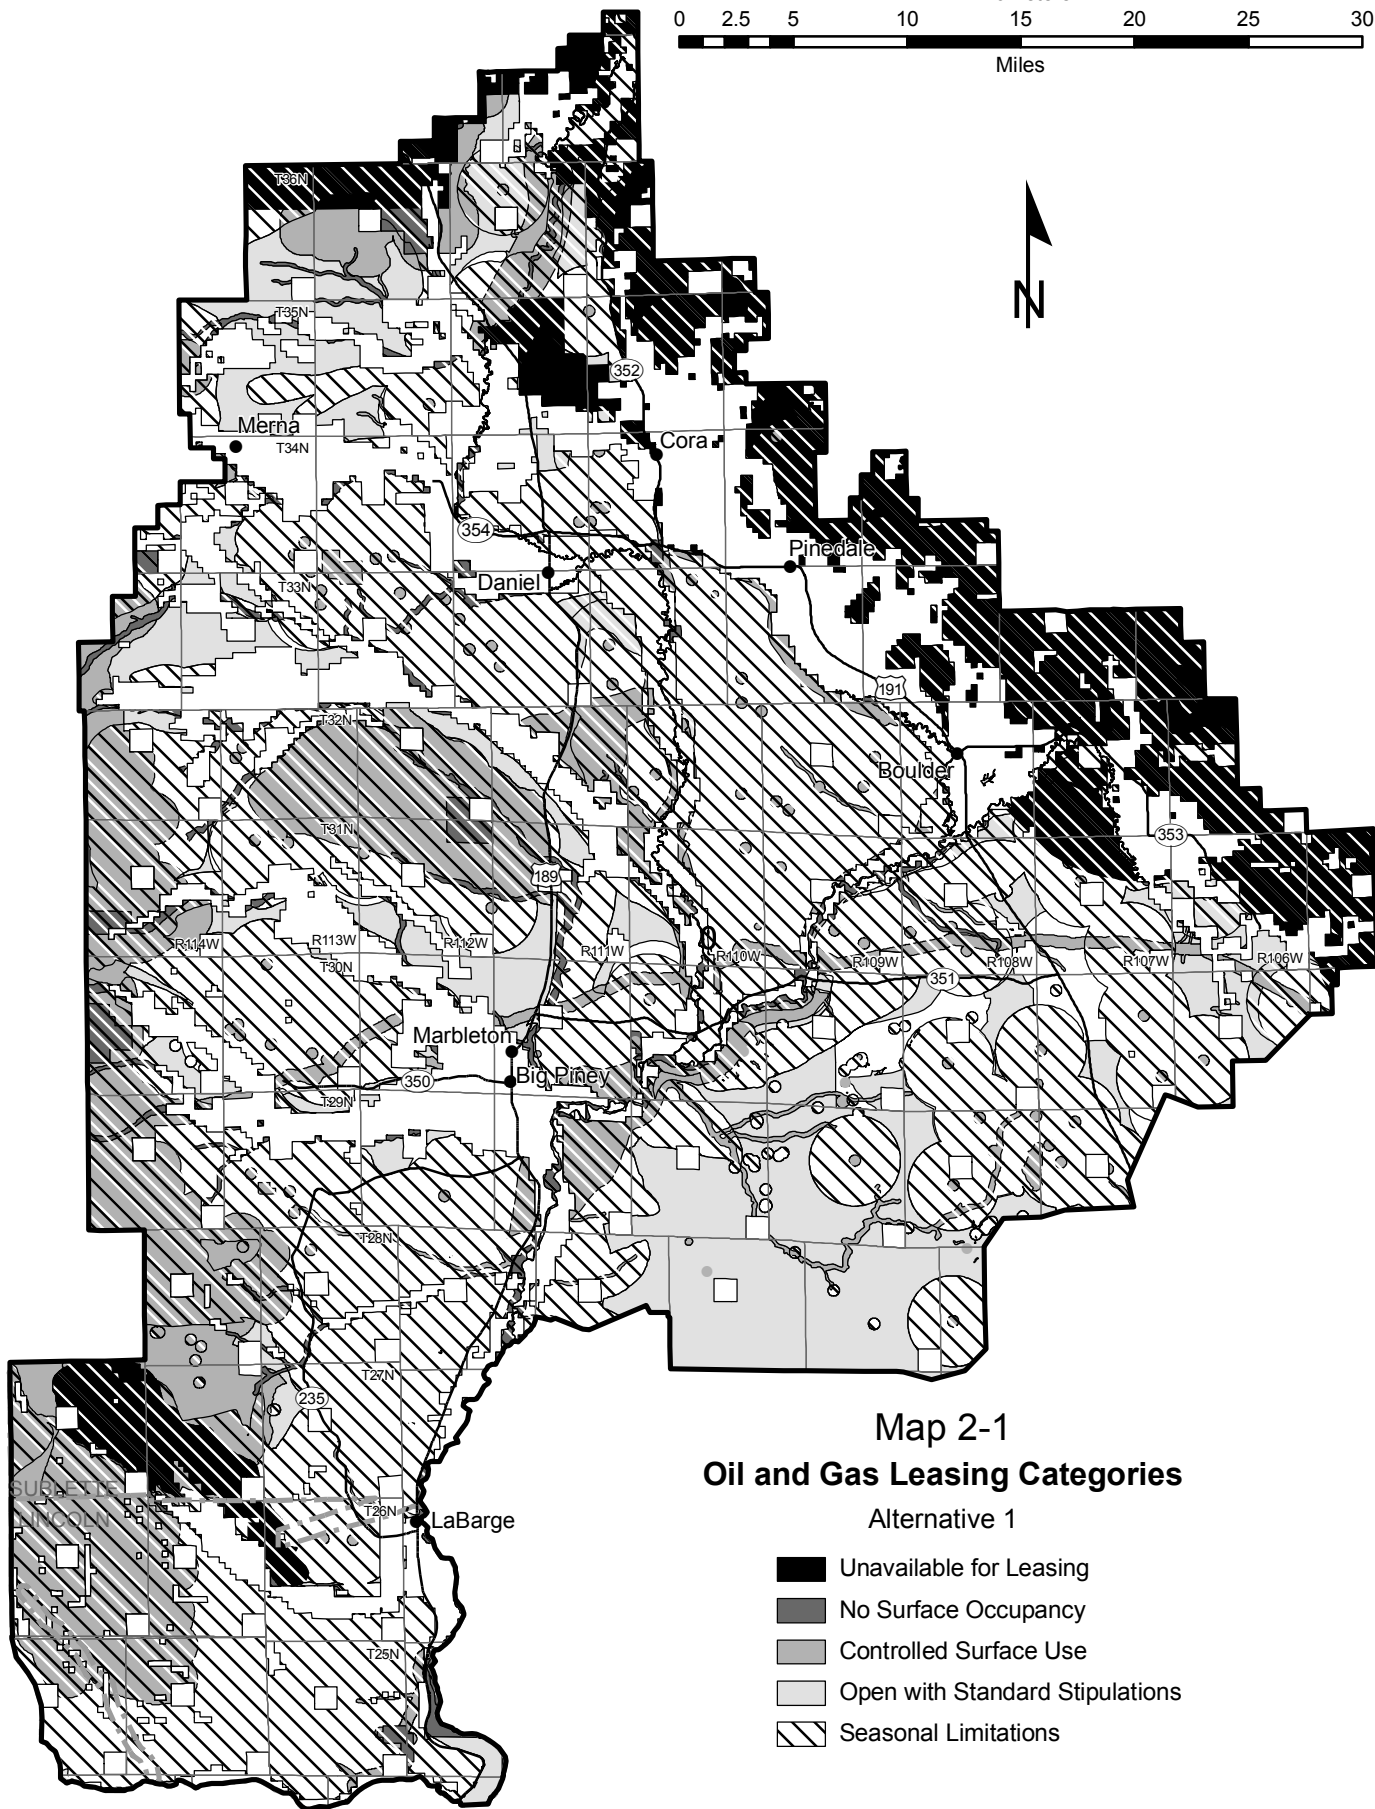 0 2.5 5 10 15 20 25 30
Miles
N
T36N
T35N
352
Merna
T34N
Cora
354
Pinedale
Daniel
T33N
191
T32N
Boulder
T31N
353
189
R114W
R113W
R112W
R111W
R110W
R109W
R108W
R107W
R106W
T30N
351
Marbleton
350
Big Piney
T29N
T28N
T27N
235
SUBLETTE
LINCOLN
T26N
LaBarge
T25N
Map 2-1
Oil and Gas Leasing Categories
Alternative 1
Unavailable for Leasing
No Surface Occupancy
Controlled Surface Use
Open with Standard Stipulations
Seasonal Limitations